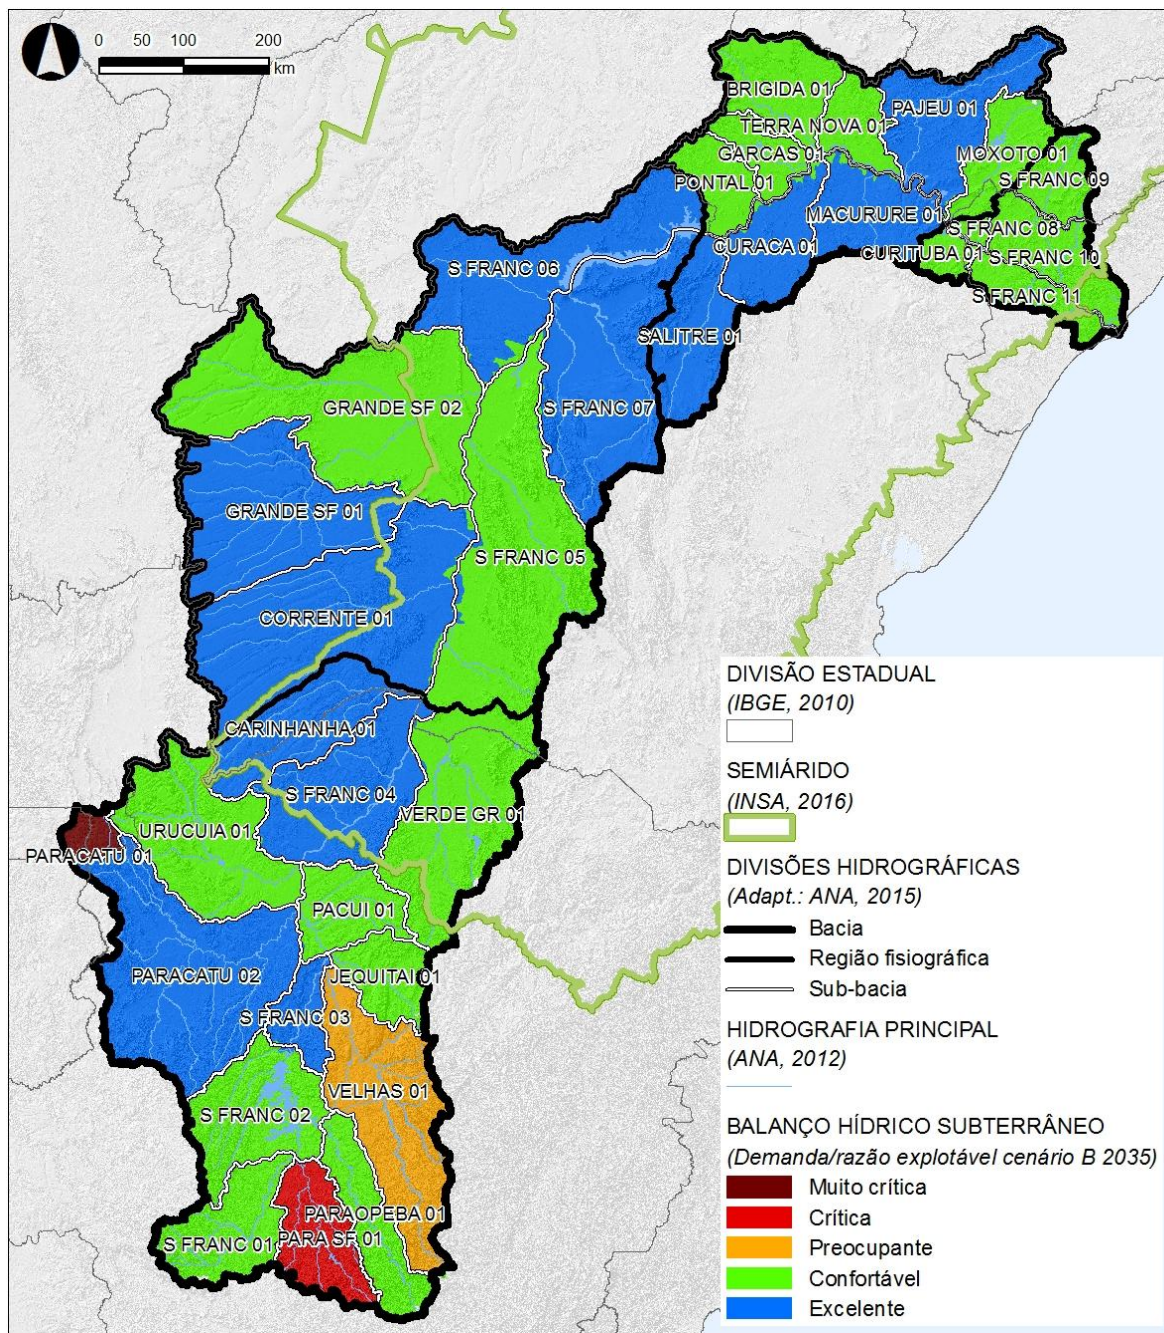 0 50 100 200
km
BRIGIDA 01
PAJEU 01
TERRA NOVA 01
GARCAS 01
MOXOTO 01
PONTAL 01
S FRANC 09
MACURURE 01
S FRANC 08
CURACA 01
CURITUBA 01
S FRANC 10
S FRANC 06
S FRANC 11
SALITRE 01
GRANDE SF 02
S FRANC 07
GRANDE SF 01
S FRANC 05
CORRENTE 01
CARINHANHA 01
S FRANC 04
VERDE GR 01
URUCUIA 01
PARACATU 01
PACUI 01
PARACATU 02
JEQUITAI 01
S FRANC 03
VELHAS 01
S FRANC 02
PARAOPEBA 01
PARA SF 01
S FRANC 01
DIVISÃO ESTADUAL
(IBGE, 2010)
SEMIÁRIDO
(INSA, 2016)
DIVISÕES HIDROGRÁFICAS
(Adapt.: ANA, 2015)
Bacia
Região fisiográfica
Sub-bacia
HIDROGRAFIA PRINCIPAL
(ANA, 2012)
BALANÇO HÍDRICO SUBTERRÂNEO
(Demanda/razão explotável cenário B 2035)
Muito crítica
Crítica
Preocupante
Confortável
Excelente